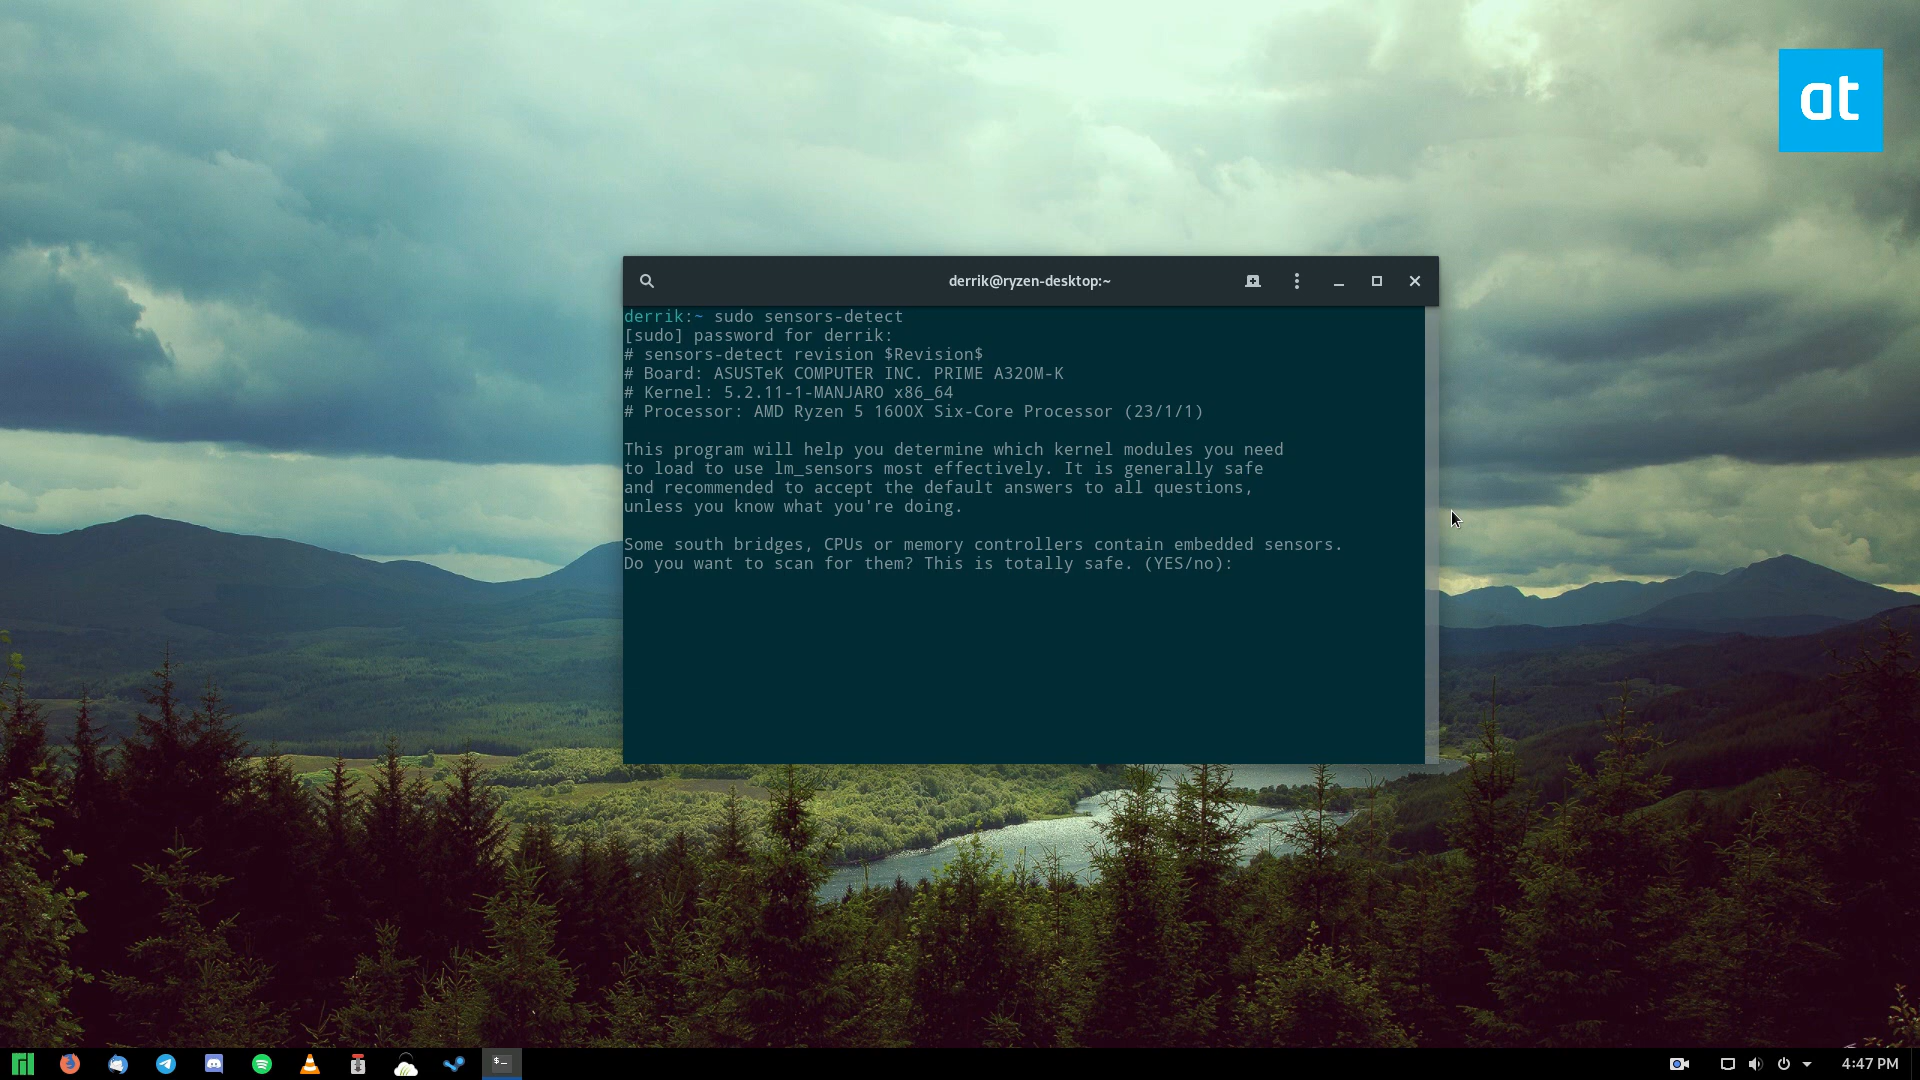 at
derrik@ryzen-desktop:~
derrik:~ sudo sensors-detect
[sudo] password for derrik:
# sensors-detect revision $Revision$
# Board: ASUSTeK COMPUTER INC. PRIME A320M-K
# Kernel: 5.2.11-1-MANJARO x86_64
# Processor: AMD Ryzen 5 1600X Six-Core Processor (23/1/1)
This program will help you determine which kernel modules you need
to load to use lm_sensors most effectively. It is generally safe
and recommended to accept the default answers to all questions,
unless you know what you're doing.
Some south bridges, CPUs or memory controllers contain embedded sensors.
Do you want to scan for them? This is totally safe. (YES/no):
$_
4:47 PM